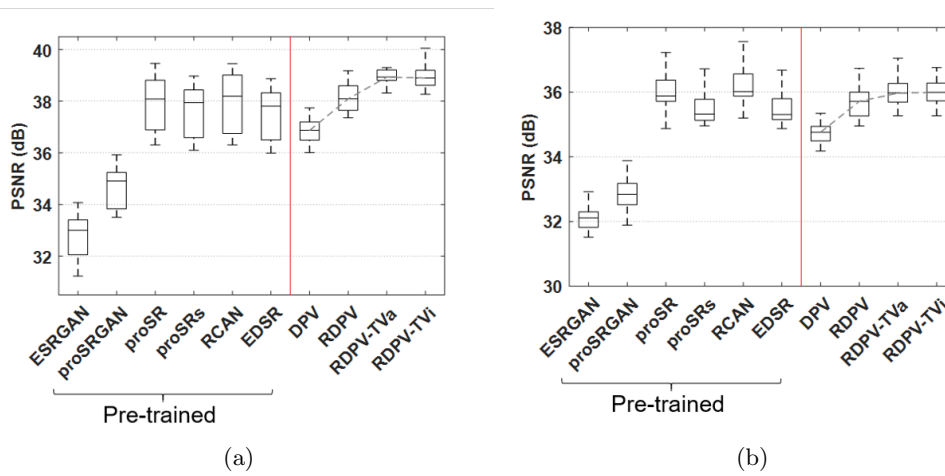 40
38
36
34
32
PSNR (dB)
ESRGAN
proSRGAN
proSR
proSRs
RCAN
EDSR
DPV
RDPV
RDPV-TVa
RDPV-TVi
Pre-trained
(a)
38
36
34
32
30
PSNR (dB)
ESRGAN
proSRGAN
proSR
proSRs
RCAN
EDSR
DPV
RDPV
RDPV-TVa
RDPV-TVi
Pre-trained
(b)